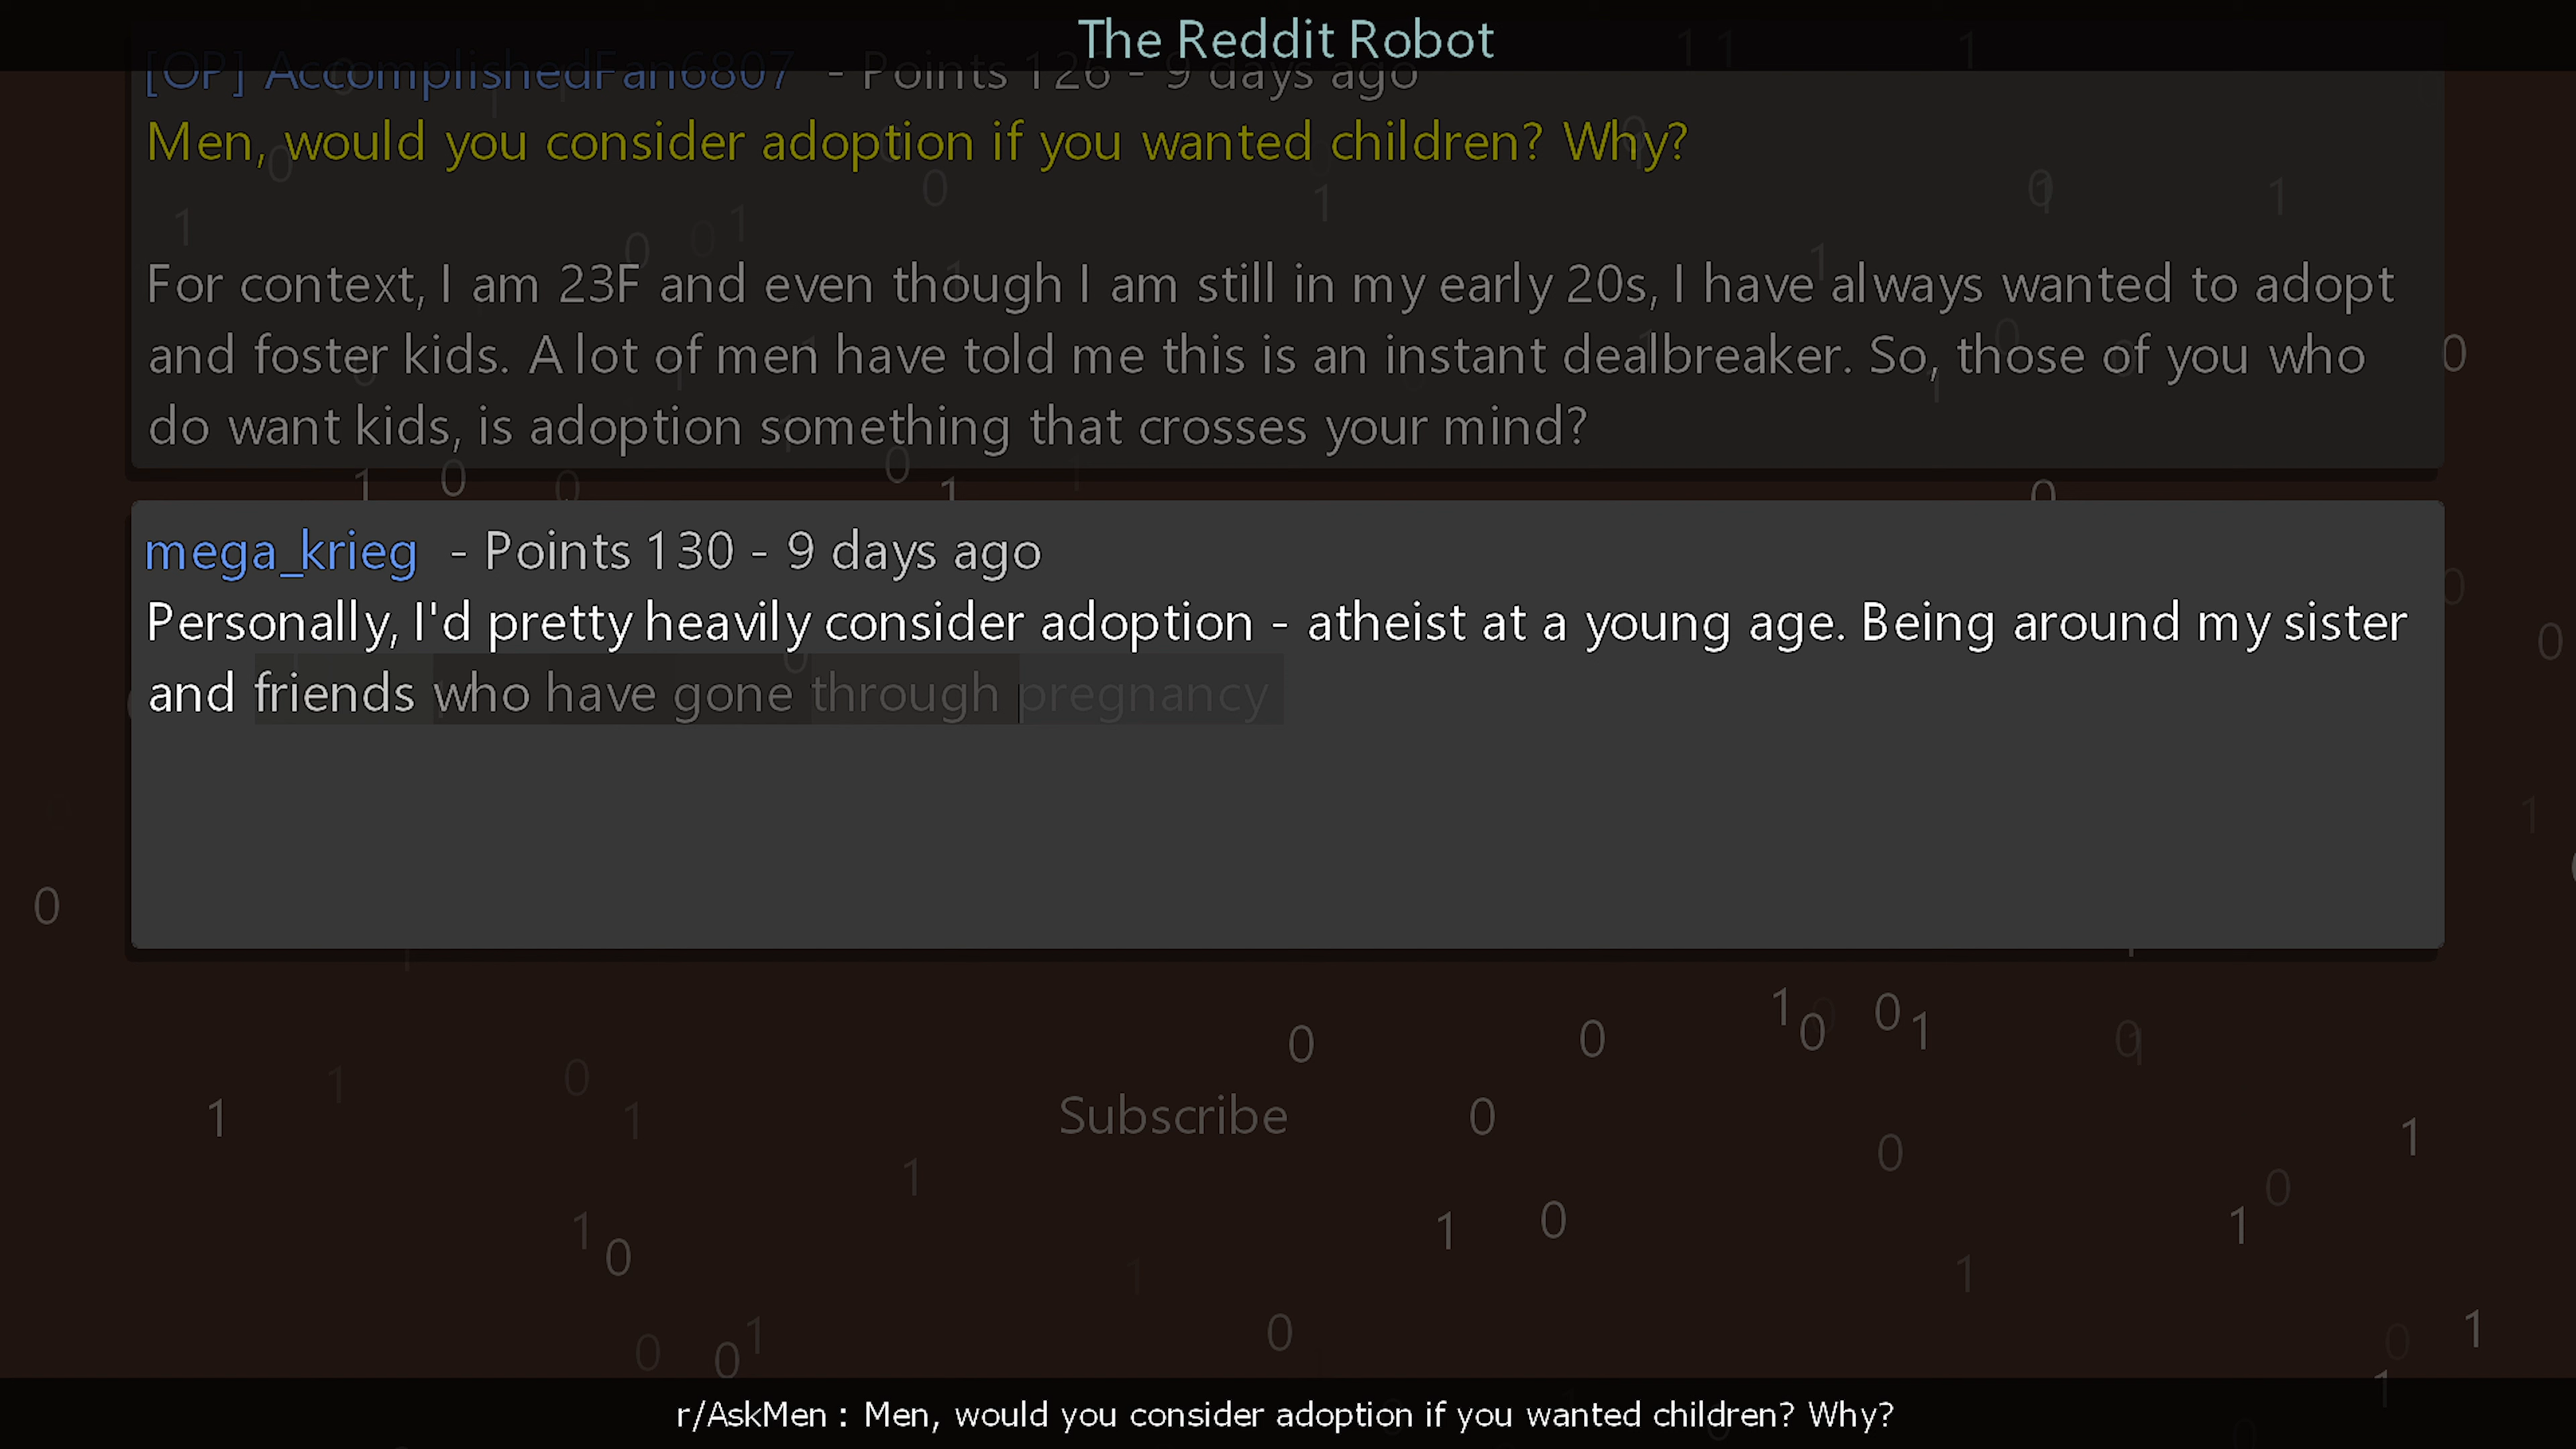 The Reddit Robot
[OP] AccomplishedFan6807 - Points 126 - 9 days ago
Men, would you consider adoption if you wanted children? Why?
For context, I am 23F and even though I am still in my early 20s, I have always wanted to adopt
and foster kids. A lot of men have told me this is an instant dealbreaker. So, those of you who
do want kids, is adoption something that crosses your mind?
mega_krieg - Points 130 - 9 days ago
Personally, I'd pretty heavily consider adoption - atheist at a young age. Being around my sister
and friends who have gone through pregnancy
Subscribe
r/AskMen : Men, would you consider adoption if you wanted children? Why?